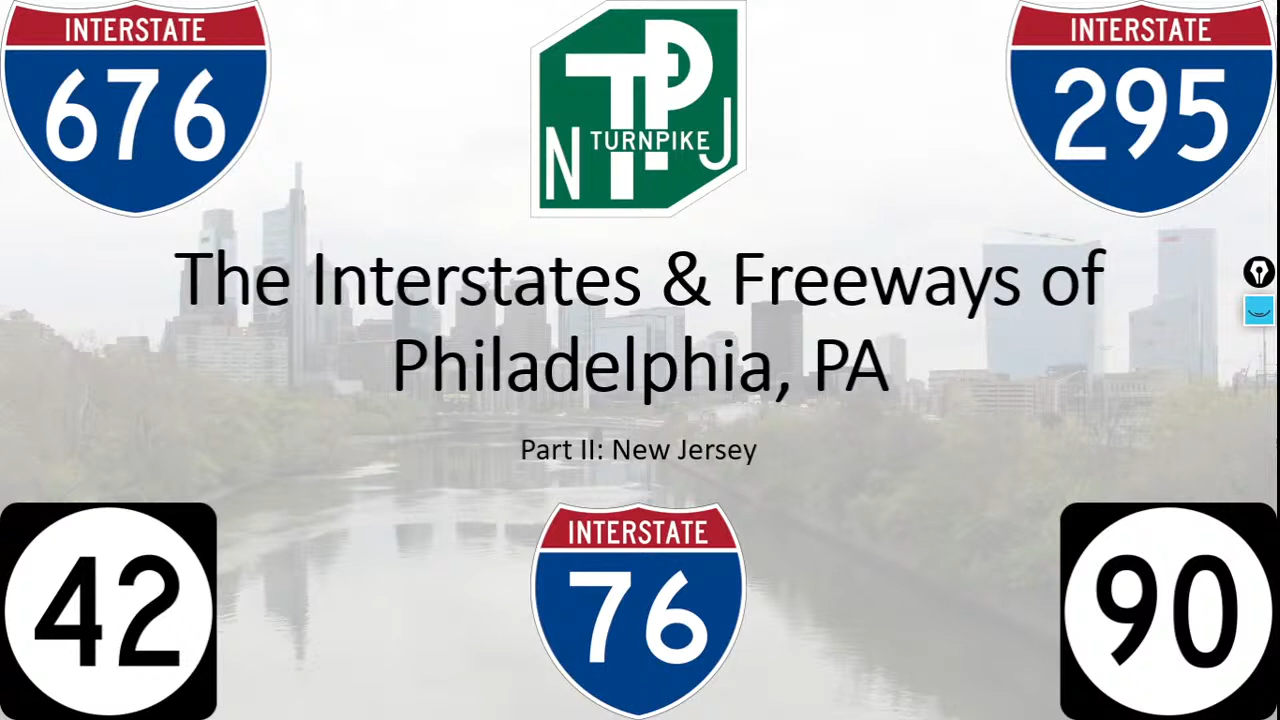 INTERSTATE
676
NJ TURNPIKE
TP
INTERSTATE
295
The Interstates & Freeways of
Philadelphia, PA
Part II: New Jersey
42
INTERSTATE
76
90